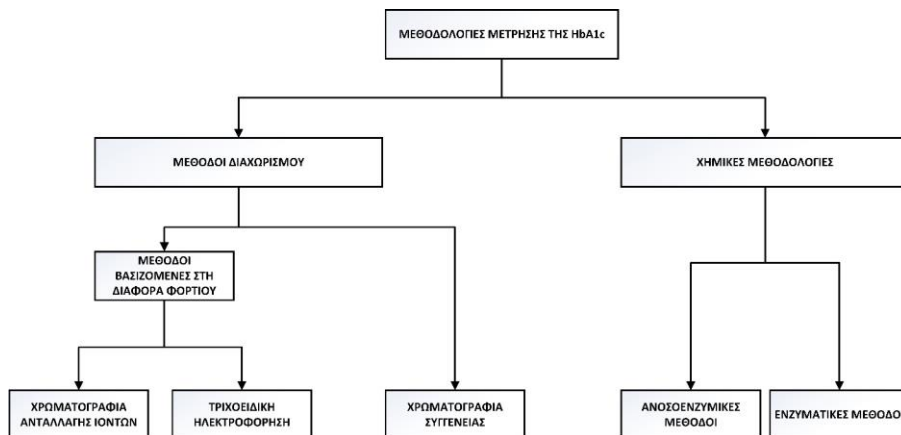 ΜΕΘΟΔΟΛΟΓΙΕΣ ΜΕΤΡΗΣΗΣ ΤΗΣ HbA1c
ΜΕΘΟΔΟΙ ΔΙΑΧΩΡΙΣΜΟΥ
ΧΗΜΙΚΕΣ ΜΕΘΟΔΟΛΟΓΙΕΣ
ΜΕΘΟΔΟΙ
ΒΑΣΙΖΟΜΕΝΕΣ ΣΤΗ
ΔΙΑΦΟΡΑ ΦΟΡΤΙΟΥ
ΧΡΩΜΑΤΟΓΡΑΦΙΑ
ΑΝΤΑΛΛΑΓΗΣ ΙΟΝΤΩΝ
ΤΡΙΧΟΕΙΔΙΚΗ
ΗΛΕΚΤΡΟΦΟΡΗΣΗ
ΧΡΩΜΑΤΟΓΡΑΦΙΑ
ΣΥΓΓΕΝΕΙΑΣ
ΑΝΟΣΟΕΝΖΥΜΙΚΕΣ
ΜΕΘΟΔΟΙ
ΕΝΖΥΜΑΤΙΚΕΣ ΜΕΘΟΔΟ